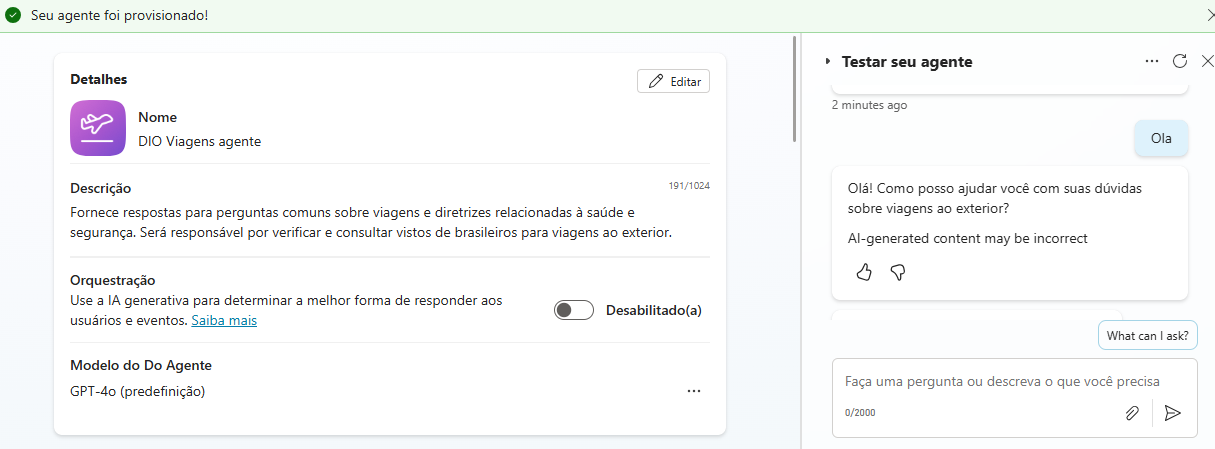 Seu agente foi provisionado!
Detalhes
Editar
Nome
DIO Viagens agente
Descrição
191/1024
Fornece respostas para perguntas comuns sobre viagens e diretrizes relacionadas à saúde e
segurança. Será responsável por verificar e consultar vistos de brasileiros para viagens ao exterior.
Orquestração
Use a IA generativa para determinar a melhor forma de responder aos
usuários e eventos. Saiba mais
Desabilitado(a)
Modelo do Do Agente
GPT-4o (predefinição)
Testar seu agente
2 minutes ago
Ola
Olá! Como posso ajudar você com suas dúvidas
sobre viagens ao exterior?
AI-generated content may be incorrect
What can I ask?
Faça uma pergunta ou descreva o que você precisa
0/2000